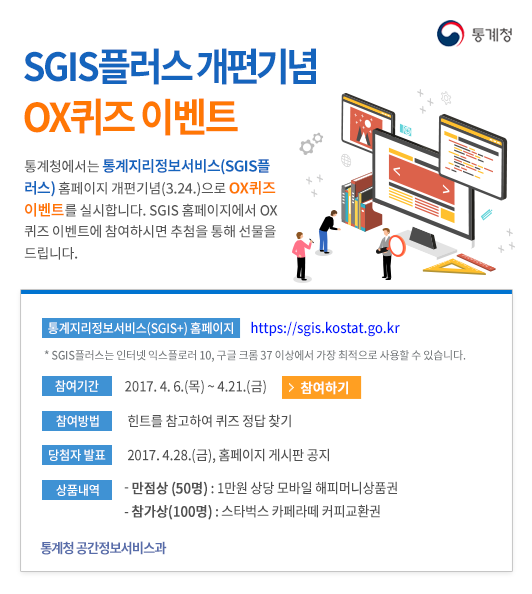 통계청
SGIS플러스 개편기념
OX퀴즈 이벤트
통계청에서는 통계지리정보서비스(SGIS플
러스) 홈페이지 개편기념(3.24.)으로 OX퀴즈
이벤트를 실시합니다. SGIS 홈페이지에서 OX
퀴즈 이벤트에 참여하시면 추첨을 통해 선물을
드립니다.
통계지리정보서비스(SGIS+) 홈페이지 https://sgis.kostat.go.kr
* SGIS플러스는 인터넷 익스플로러 10, 구글 크롬 37 이상에서 가장 최적으로 사용할 수 있습니다.
참여기간 2017. 4. 6.(목) ~ 4.21.(금) > 참여하기
참여방법 힌트를 참고하여 퀴즈 정답 찾기
당첨자 발표 2017. 4.28.(금), 홈페이지 게시판 공지
상품내역 - 만점상 (50명) : 1만원 상당 모바일 해피머니상품권
- 참가상(100명) : 스타벅스 카페라떼 커피교환권
통계청 공간정보서비스과